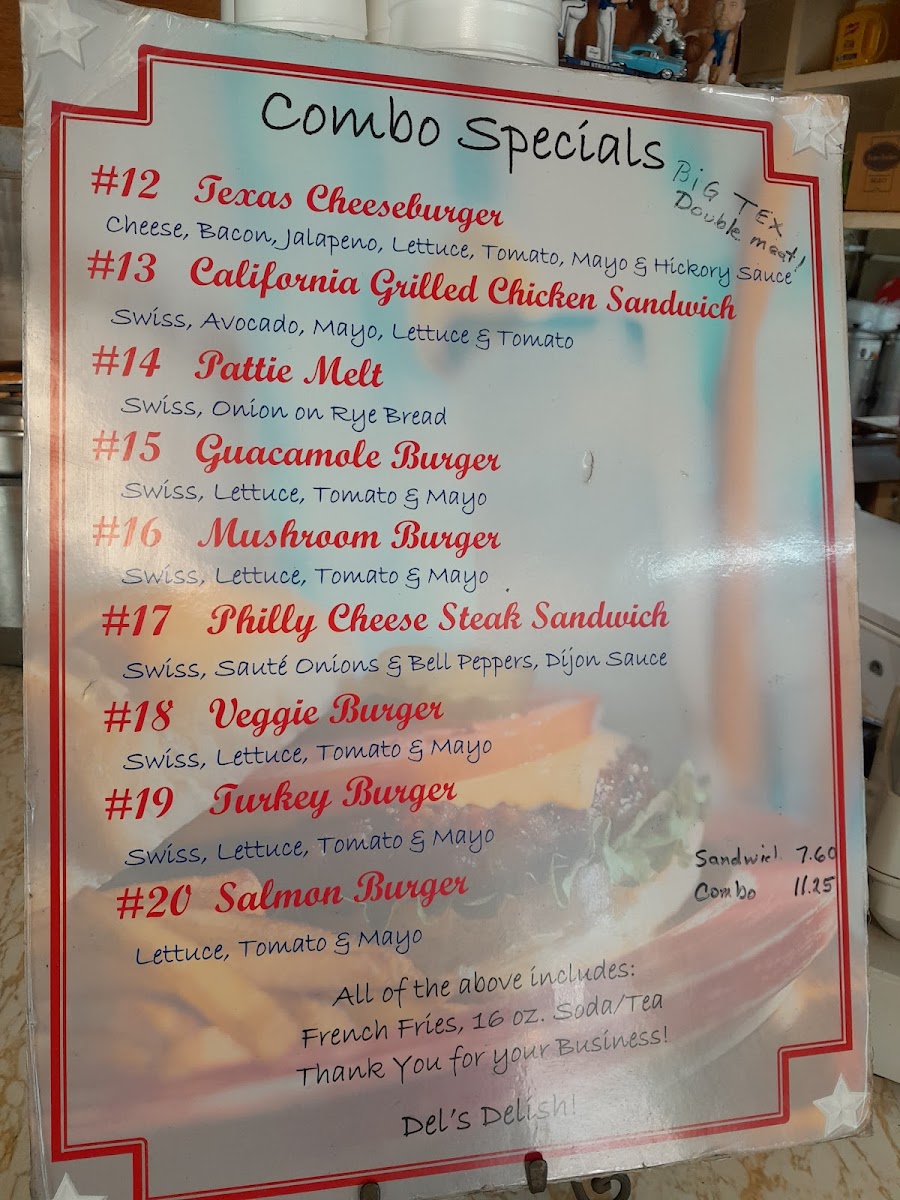 Combo Specials
BiG TEX
Double meat!
#12 Texas Cheeseburger
Cheese, Bacon, Jalapeno, Lettuce, Tomato, Mayo & Hickory Sauce
#13 California Grilled Chicken Sandwich
Swiss, Avocado, Mayo, Lettuce & Tomato
#14 Pattie Melt
Swiss, Onion on Rye Bread
#15 Guacamole Burger
Swiss, Lettuce, Tomato & Mayo
#16 Mushroom Burger
Swiss, Lettuce, Tomato & Mayo
#17 Philly Cheese Steak Sandwich
Swiss, Sauté Onions & Bell Peppers, Dijon Sauce
#18 Veggie Burger
Swiss, Lettuce, Tomato & Mayo
#19 Turkey Burger
Swiss, Lettuce, Tomato & Mayo
Sandwich 7.60
#20 Salmon Burger
Combo 11.25
Lettuce, Tomato & Mayo
All of the above includes:
French Fries, 16 oz. Soda/Tea
Thank You for your Business!
Del's Delish!